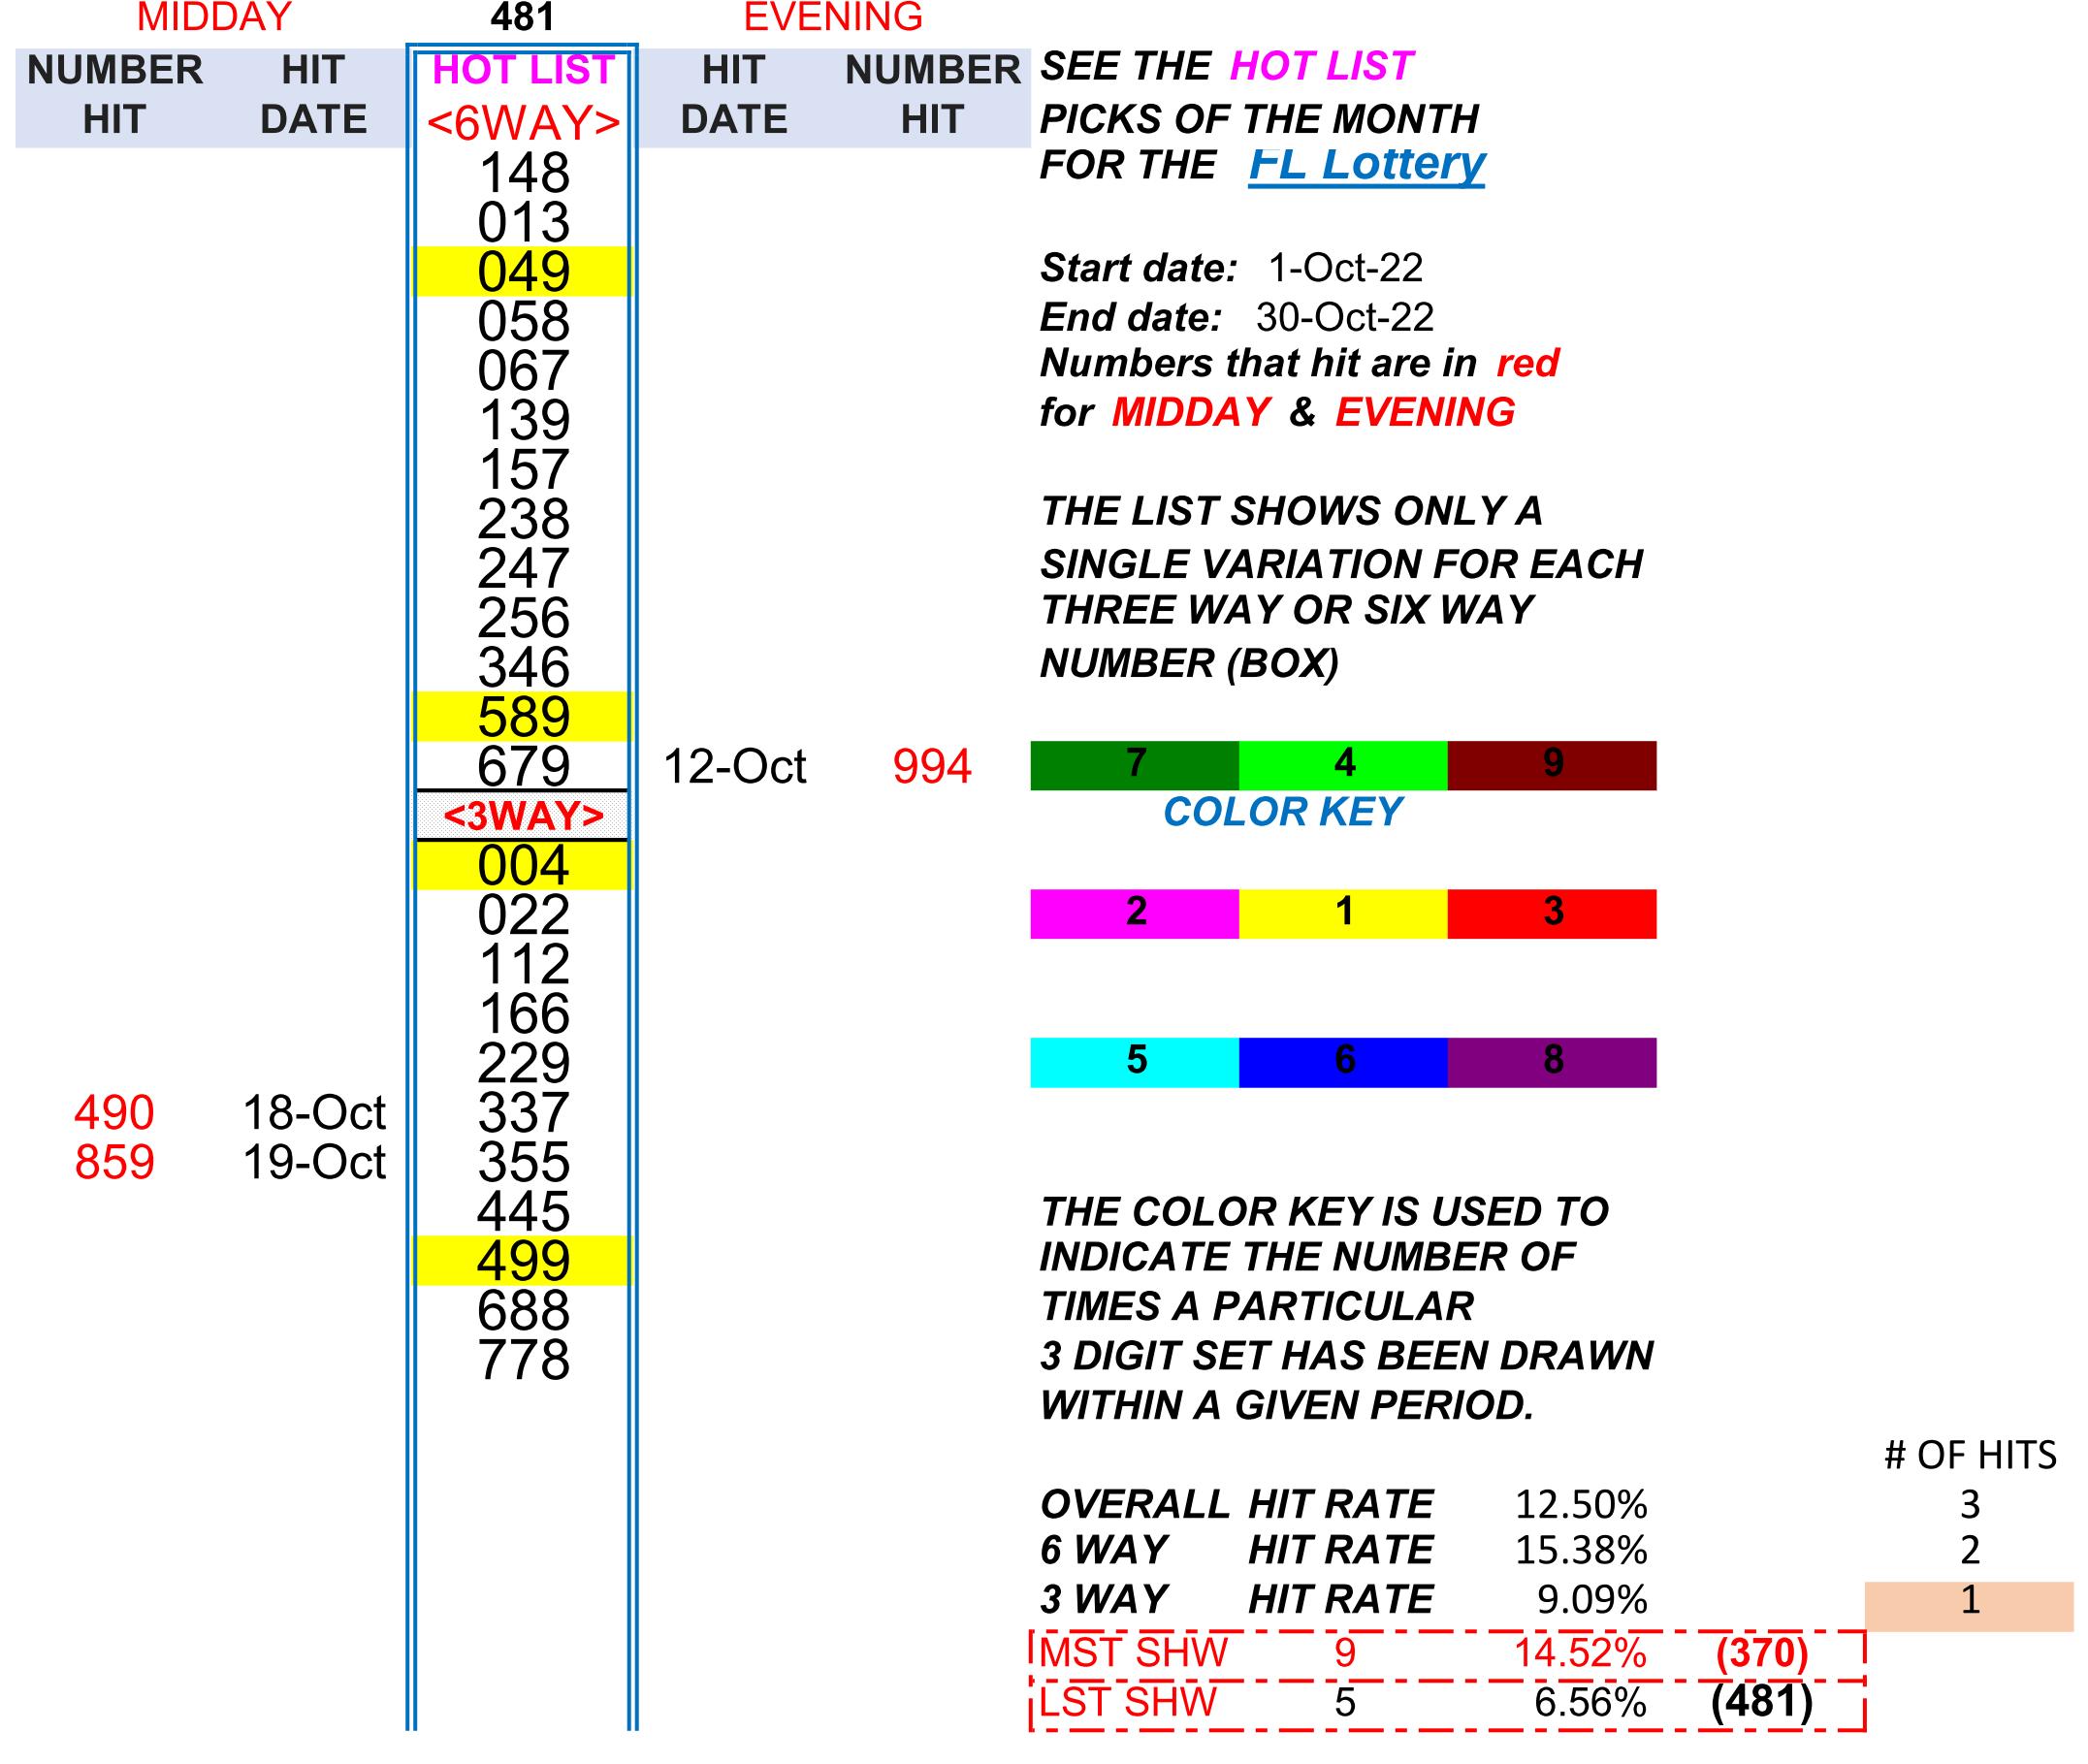 MIDDAY 481 EVENING
NUMBER HIT HOT LIST HIT NUMBER SEE THE HOT LIST
HIT DATE <6WAY> DATE HIT PICKS OF THE MONTH
148 FOR THE FL Lottery
013
049 Start date: 1-Oct-22
058 End date: 30-Oct-22
067 Numbers that hit are in red
139 for MIDDAY & EVENING
157
238 THE LIST SHOWS ONLY A
247 SINGLE VARIATION FOR EACH
256 THREE WAY OR SIX WAY
346 NUMBER (BOX)
589
679 12-Oct 994 7 4 9
<3WAY> COLOR KEY
004
022 2 1 3
112
166
229 5 6 8
490 18-Oct 337
859 19-Oct 355
445 THE COLOR KEY IS USED TO
499 INDICATE THE NUMBER OF
688 TIMES A PARTICULAR
778 3 DIGIT SET HAS BEEN DRAWN
WITHIN A GIVEN PERIOD.
# OF HITS
OVERALL HIT RATE 12.50% 3
6 WAY HIT RATE 15.38% 2
3 WAY HIT RATE 9.09% 1
MST SHW 9 14.52% (370)
LST SHW 5 6.56% (481)